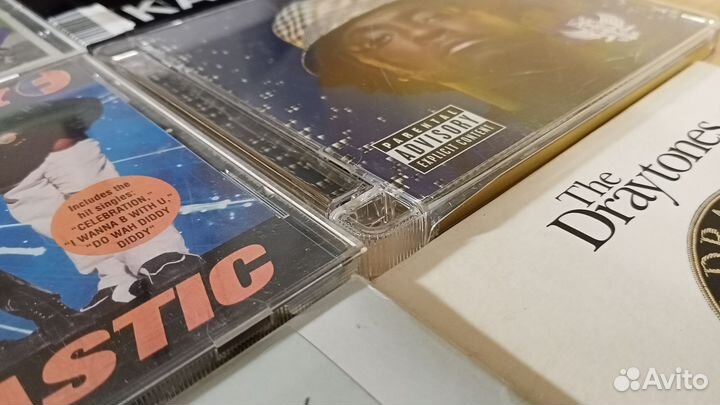 KA
PARENTAL
ADVISORY
EXPLICIT CONTENT
The
Draytones
Includes the
hit singles:
"CELEBRATION,"
"I WANNA B WITH U,"
"DO WAH DIDDY
DIDDY"
ASTIC
Avito